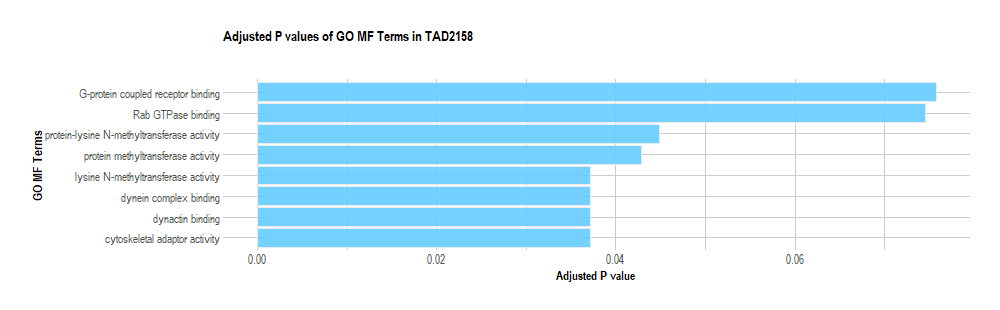 Adjusted P values of GO MF Terms in TAD2158
GO MF Terms
G-protein coupled receptor binding
Rab GTPase binding
protein-lysine N-methyltransferase activity
protein methyltransferase activity
lysine N-methyltransferase activity
dynein complex binding
dynactin binding
cytoskeletal adaptor activity
0.00 0.02 0.04 0.06
Adjusted P value